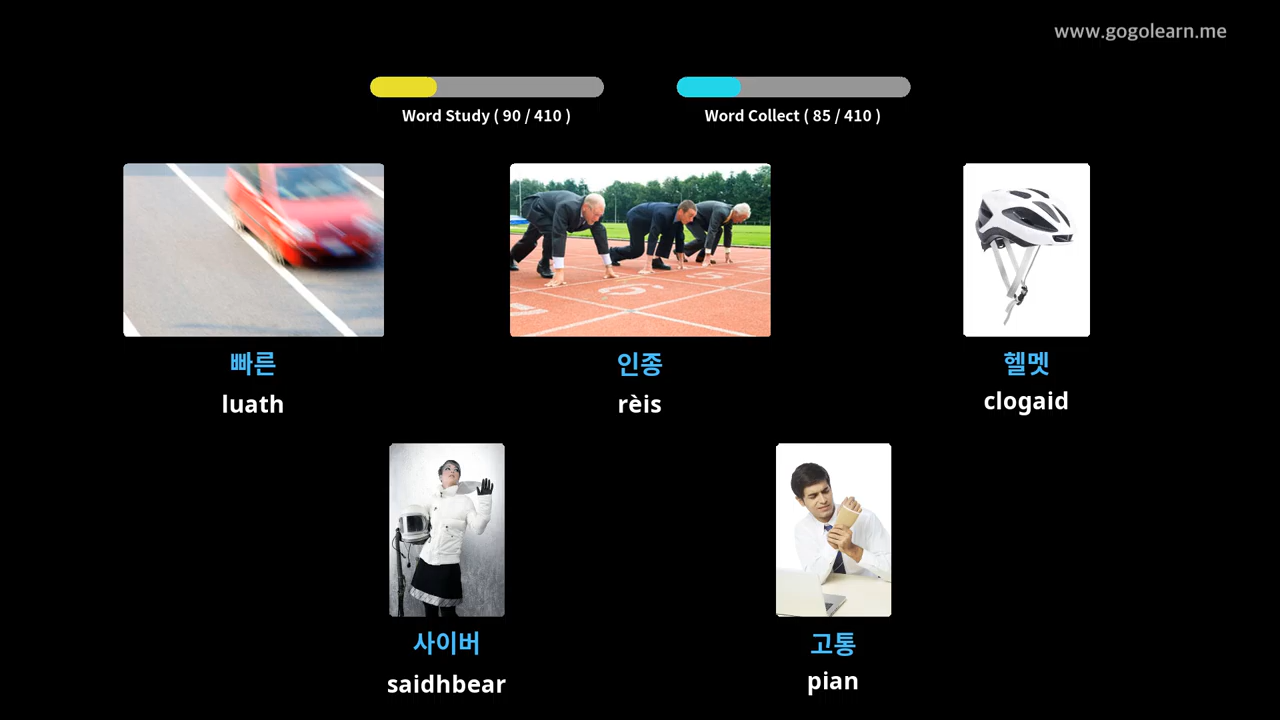 www.gogolearn.me
Word Study ( 90 / 410 )
Word Collect ( 85 / 410 )
빠른
luath
인종
rèis
헬멧
clogaid
사이버
saidhbear
고통
pian